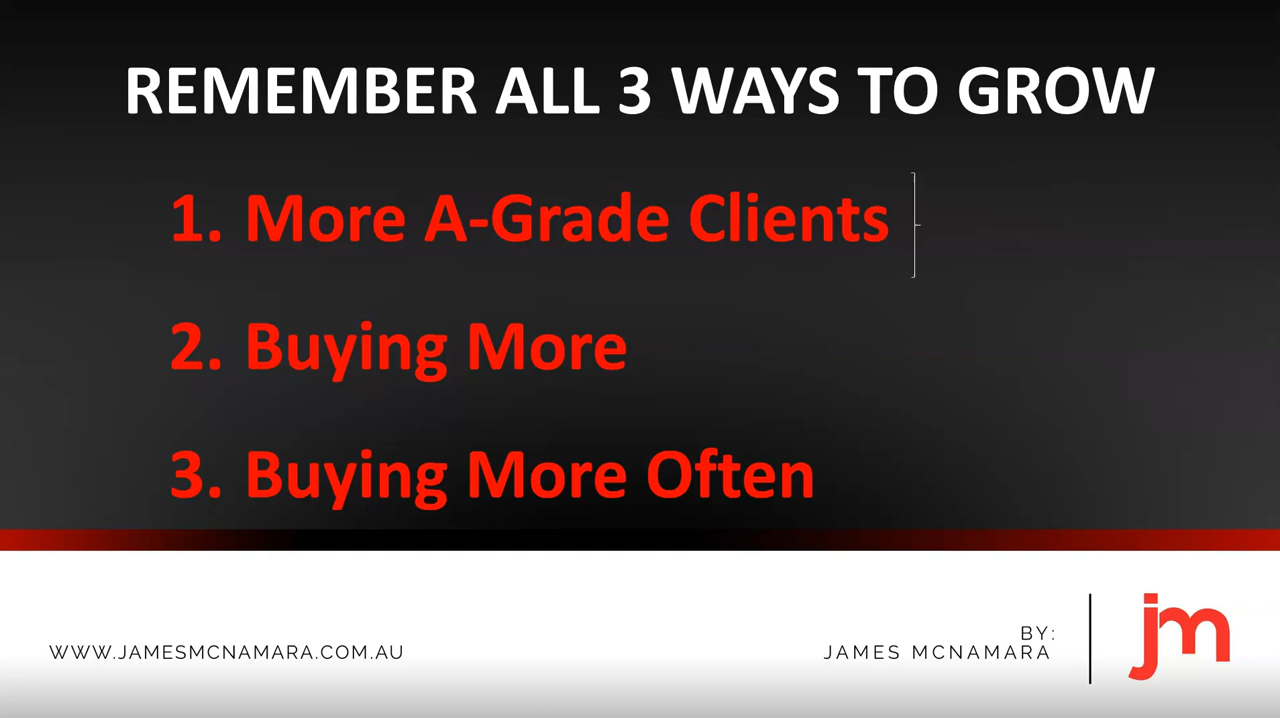 REMEMBER ALL 3 WAYS TO GROW
1. More A-Grade Clients
2. Buying More
3. Buying More Often
WWW.JAMESMCNAMARA.COM.AU
BY:
JAMES MCNAMARA
jm